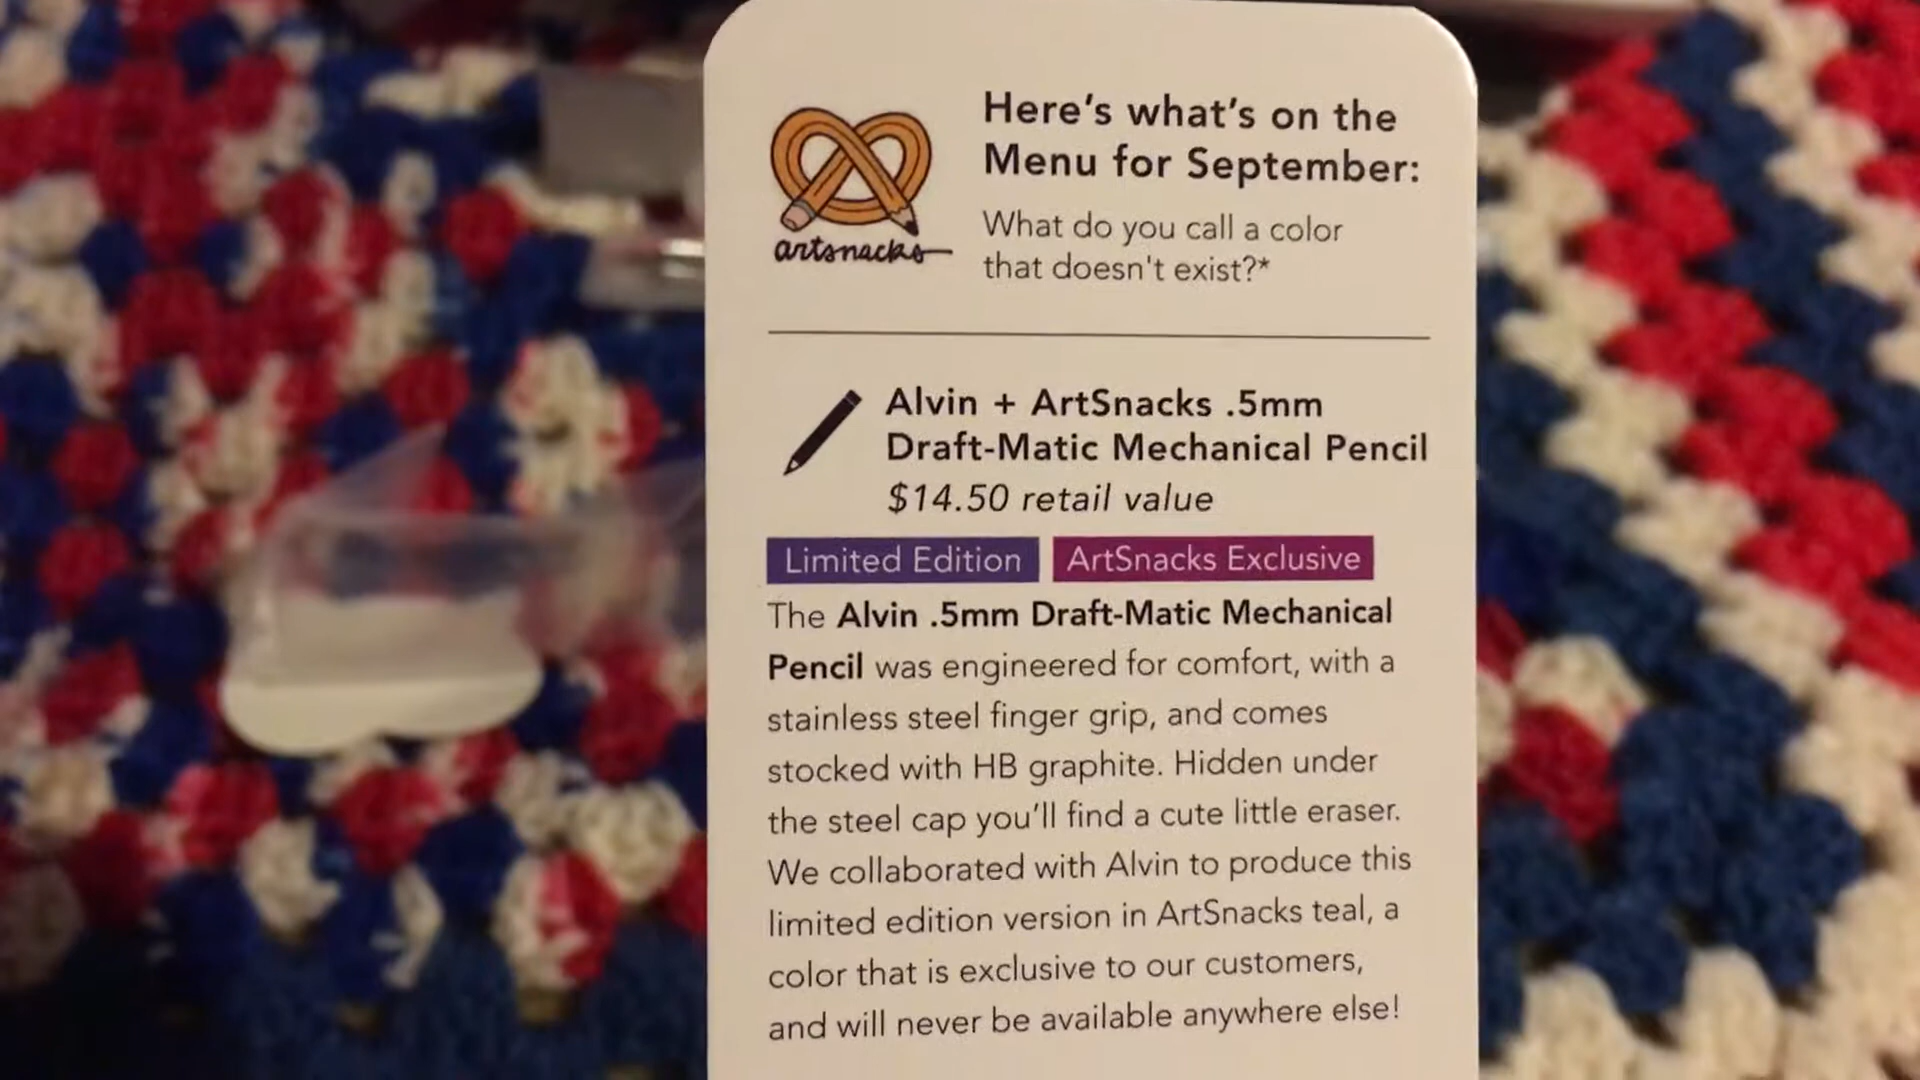 Here's what's on the
Menu for September:
What do you call a color
that doesn't exist?*
artsnacks
Alvin + ArtSnacks .5mm
Draft-Matic Mechanical Pencil
$14.50 retail value
Limited Edition ArtSnacks Exclusive
The Alvin .5mm Draft-Matic Mechanical
Pencil was engineered for comfort, with a
stainless steel finger grip, and comes
stocked with HB graphite. Hidden under
the steel cap you'll find a cute little eraser.
We collaborated with Alvin to produce this
limited edition version in ArtSnacks teal, a
color that is exclusive to our customers,
and will never be available anywhere else!